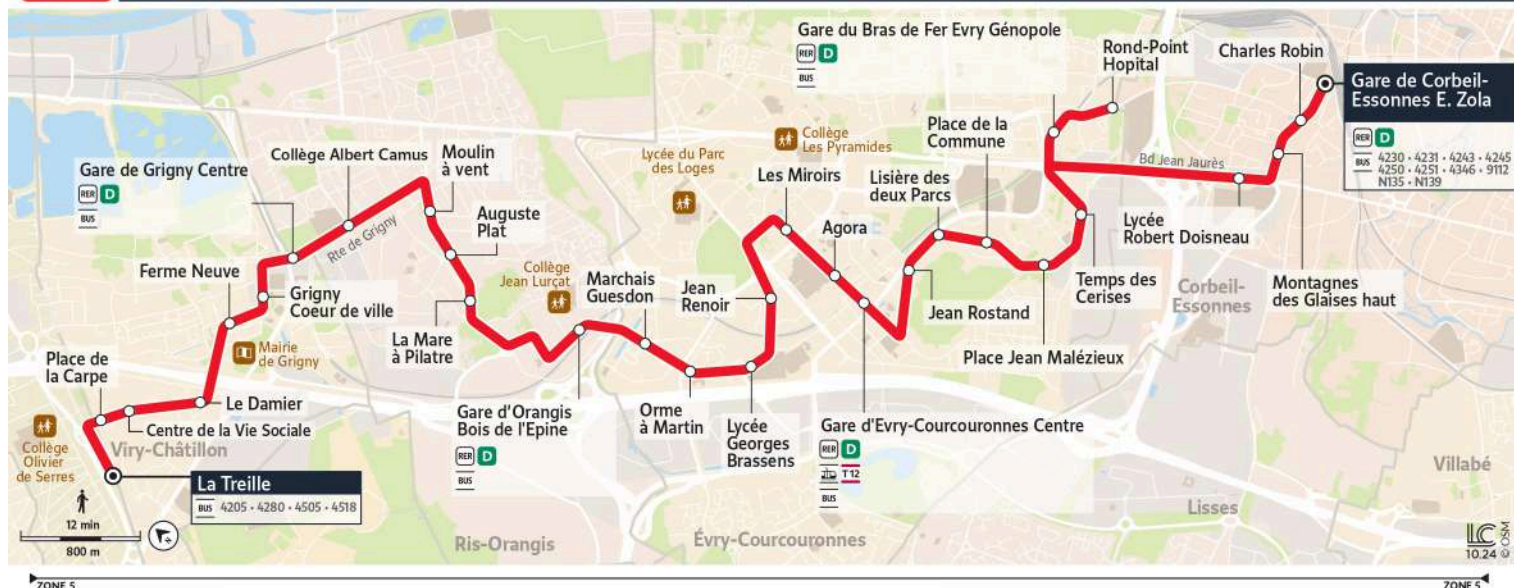 Gare du Bras de Fer Evry Génopole
RER D
BUS
Rond-Point
Hopital
Charles Robin
Gare de Corbeil-
Essonnes E. Zola
RER D
BUS 4230 • 4231 • 4243 • 4245
4250 • 4251 • 4346 • 9112
N135 • N139
Gare de Grigny Centre
RER D
BUS
Collège Albert Camus
Moulin
à vent
Rte de Grigny
Auguste
Plat
Lycée du Parc
des Loges
Collège
Les Pyramides
Les Miroirs
Place de la
Commune
Lisière des
deux Parcs
Agora
Bd Jean Jaurès
Lycée
Robert Doisneau
Ferme Neuve
Grigny
Coeur de ville
Collège
Jean Lurçat
Marchais
Guesdon
Jean
Renoir
Jean Rostand
Temps des
Cerises
Corbeil-
Essonnes
Montagnes
des Glaises haut
La Mare
à Pilatre
Mairie
de Grigny
Place Jean Malézieux
Place de
la Carpe
Le Damier
Centre de la Vie Sociale
Viry-Châtillon
Collège
Olivier
de Serres
La Treille
BUS 4205 • 4280 • 4505 • 4518
Gare d'Orangis
Bois de l'Epine
RER D
BUS
Orme
à Martin
Lycée
Georges
Brassens
Gare d'Evry-Courcouronnes Centre
RER D
T12
BUS
Villabé
Lisses
12 min
800 m
Ris-Orangis
Évry-Courcouronnes
LC
10.24 © OSM
ZONE 5
ZONE 5